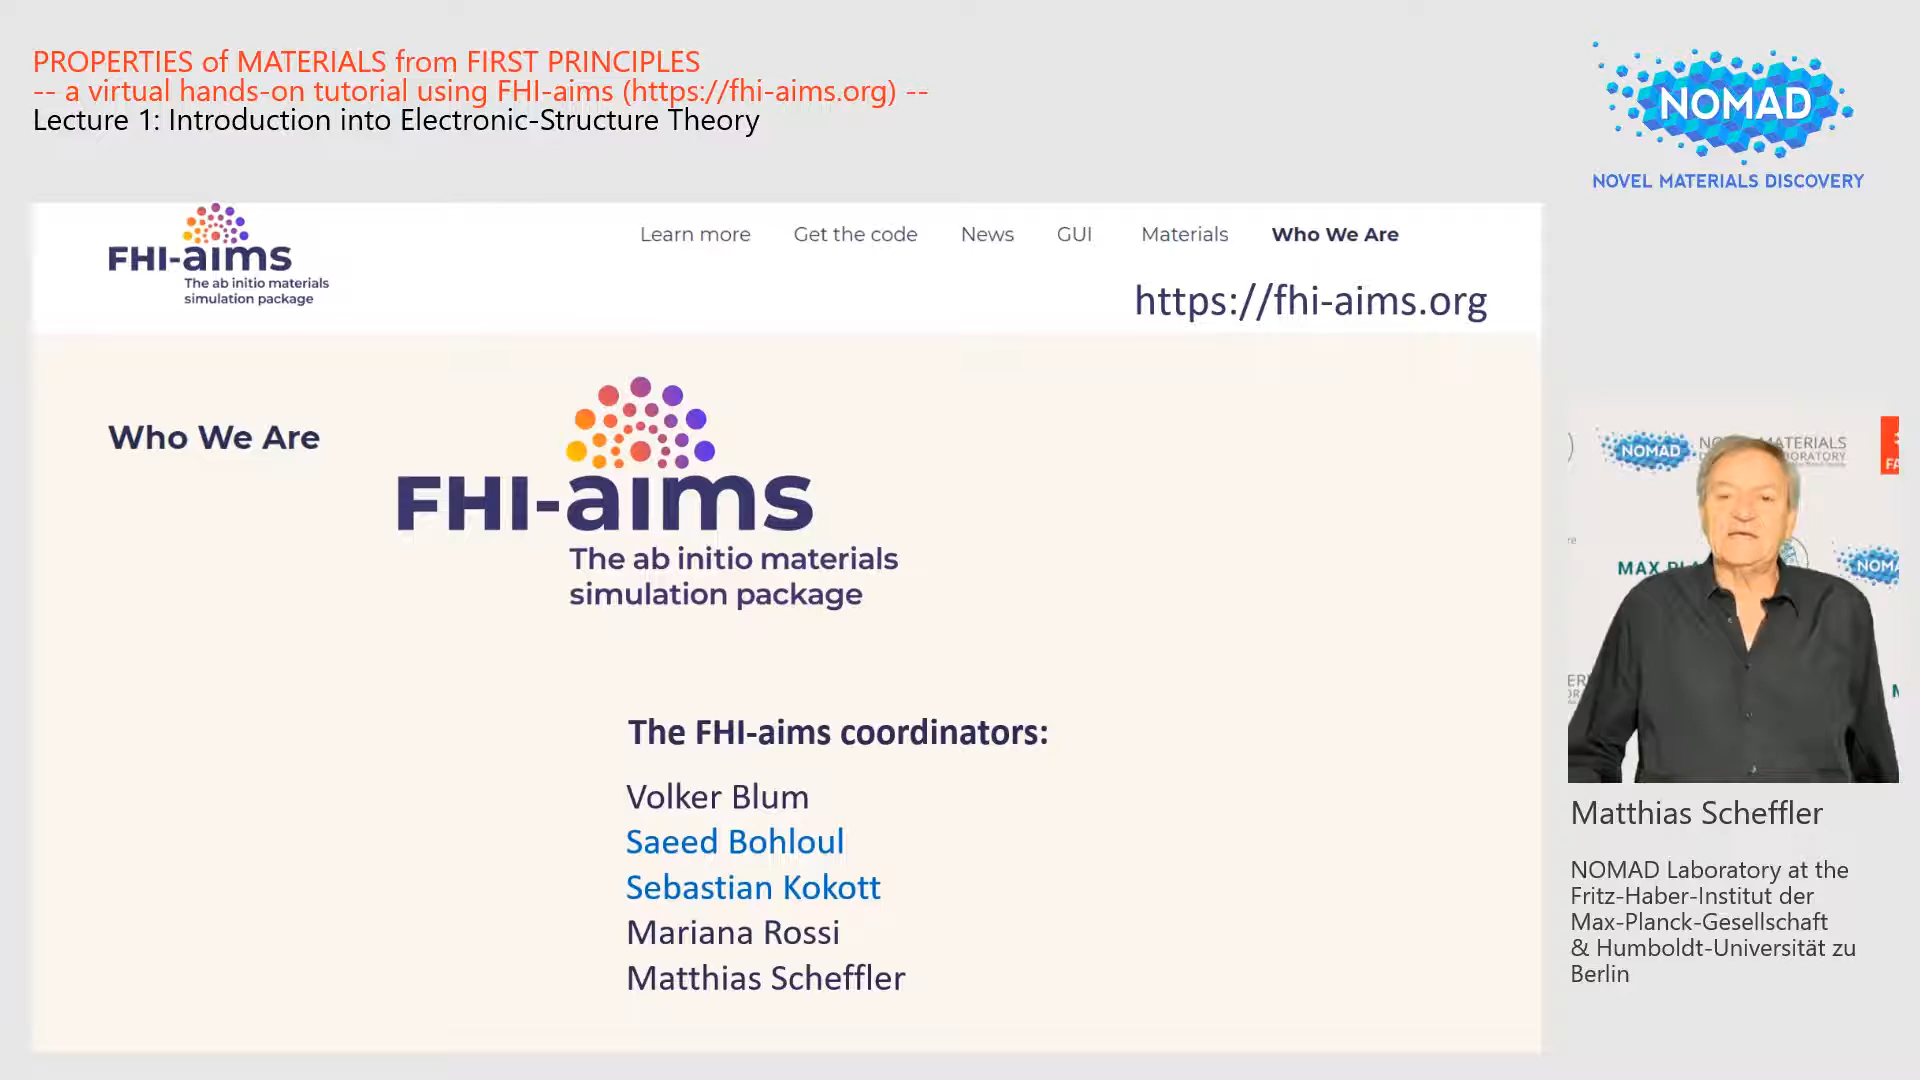 PROPERTIES of MATERIALS from FIRST PRINCIPLES
-- a virtual hands-on tutorial using FHI-aims (https://fhi-aims.org) --
Lecture 1: Introduction into Electronic-Structure Theory
NOMAD
NOVEL MATERIALS DISCOVERY
FHI-aims
The ab initio materials
simulation package
Learn more
Get the code
News
GUI
Materials
Who We Are
https://fhi-aims.org
Who We Are
FHI-aims
The ab initio materials
simulation package
The FHI-aims coordinators:
Volker Blum
Saeed Bohloul
Sebastian Kokott
Mariana Rossi
Matthias Scheffler
NOMAD
MATERIALS
Matthias Scheffler
NOMAD Laboratory at the
Fritz-Haber-Institut der
Max-Planck-Gesellschaft
& Humboldt-Universität zu
Berlin